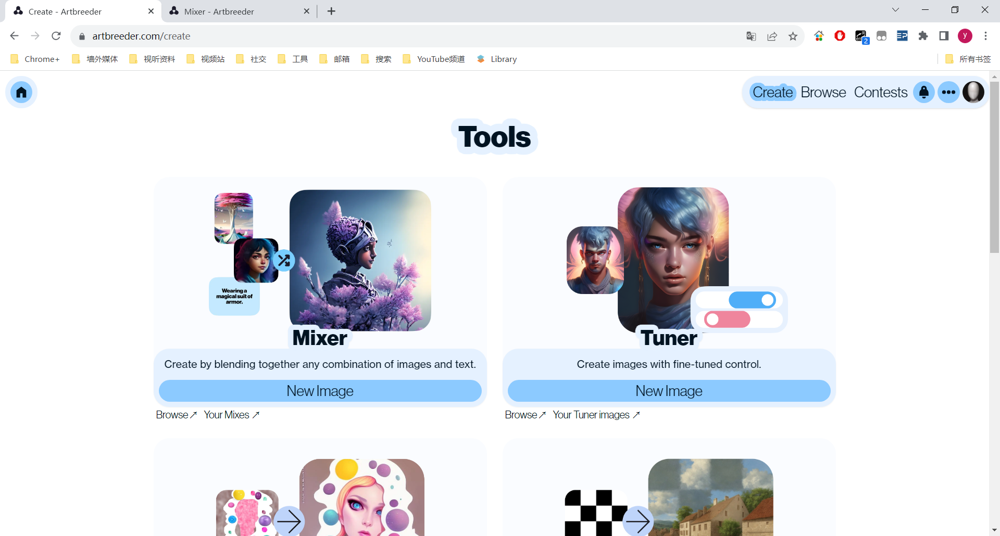 Create - Artbreeder
Mixer - Artbreeder
artbreeder.com/create
2
y
Chrome+
墙外媒体
视听资料
视频站
社交
工具
邮箱
搜索
YouTube频道
Library
所有书签
Create
Browse
Contests
Tools
Wearing a
magical suit of
armor.
Mixer
Create by blending together any combination of images and text.
New Image
Browse↗ Your Mixes ↗
Tuner
Create images with fine-tuned control.
New Image
Browse↗ Your Tuner images ↗